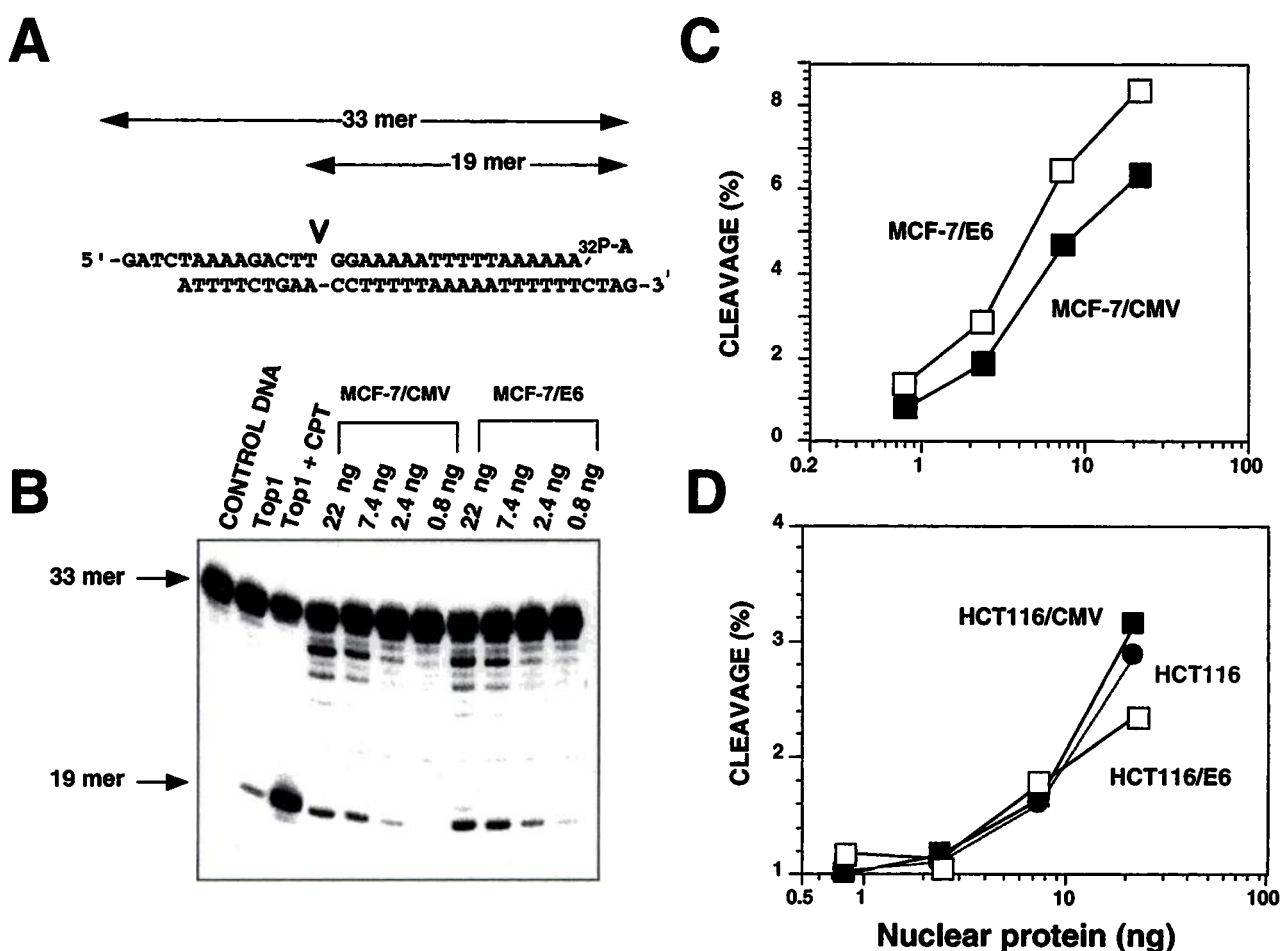 A
33 mer
19 mer
V
5'-GATCTAAAAGACTT GGAAAAATTTTTAAAAAA 32P-A
ATTTTCTGAA-CCTTTTTAAAAATTTTTTCTAG-3'
B
CONTROL DNA
Top1
Top1 + CPT
MCF-7/CMV
22 ng
7.4 ng
2.4 ng
0.8 ng
MCF-7/E6
22 ng
7.4 ng
2.4 ng
0.8 ng
33 mer
19 mer
C
CLEAVAGE (%)
8
6
4
2
0
MCF-7/E6
MCF-7/CMV
0.2 1 10 100
D
CLEAVAGE (%)
4
3
2
1
HCT116/CMV
HCT116
HCT116/E6
0.5 1 10 100
Nuclear protein (ng)